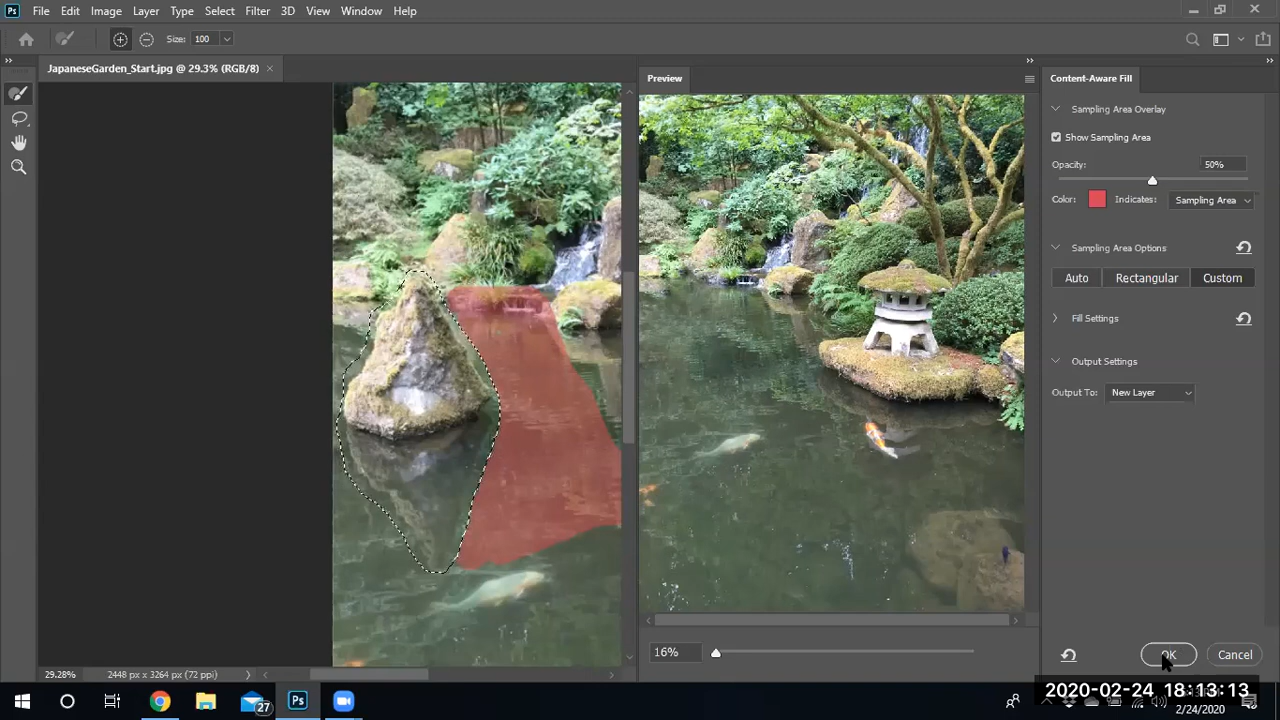 Ps File Edit Image Layer Type Select Filter 3D View Window Help
Size: 100
JapaneseGarden_Start.jpg @ 29.3% (RGB/8)
Preview
Content-Aware Fill
Sampling Area Overlay
Show Sampling Area
Opacity: 50%
Color: Indicates: Sampling Area
Sampling Area Options
Auto Rectangular Custom
Fill Settings
Output Settings
Output To: New Layer
16%
OK Cancel
29.28% 2448 px x 3264 px (72 ppi)
27
Ps
2020-02-24 18:13:13
2/24/2020